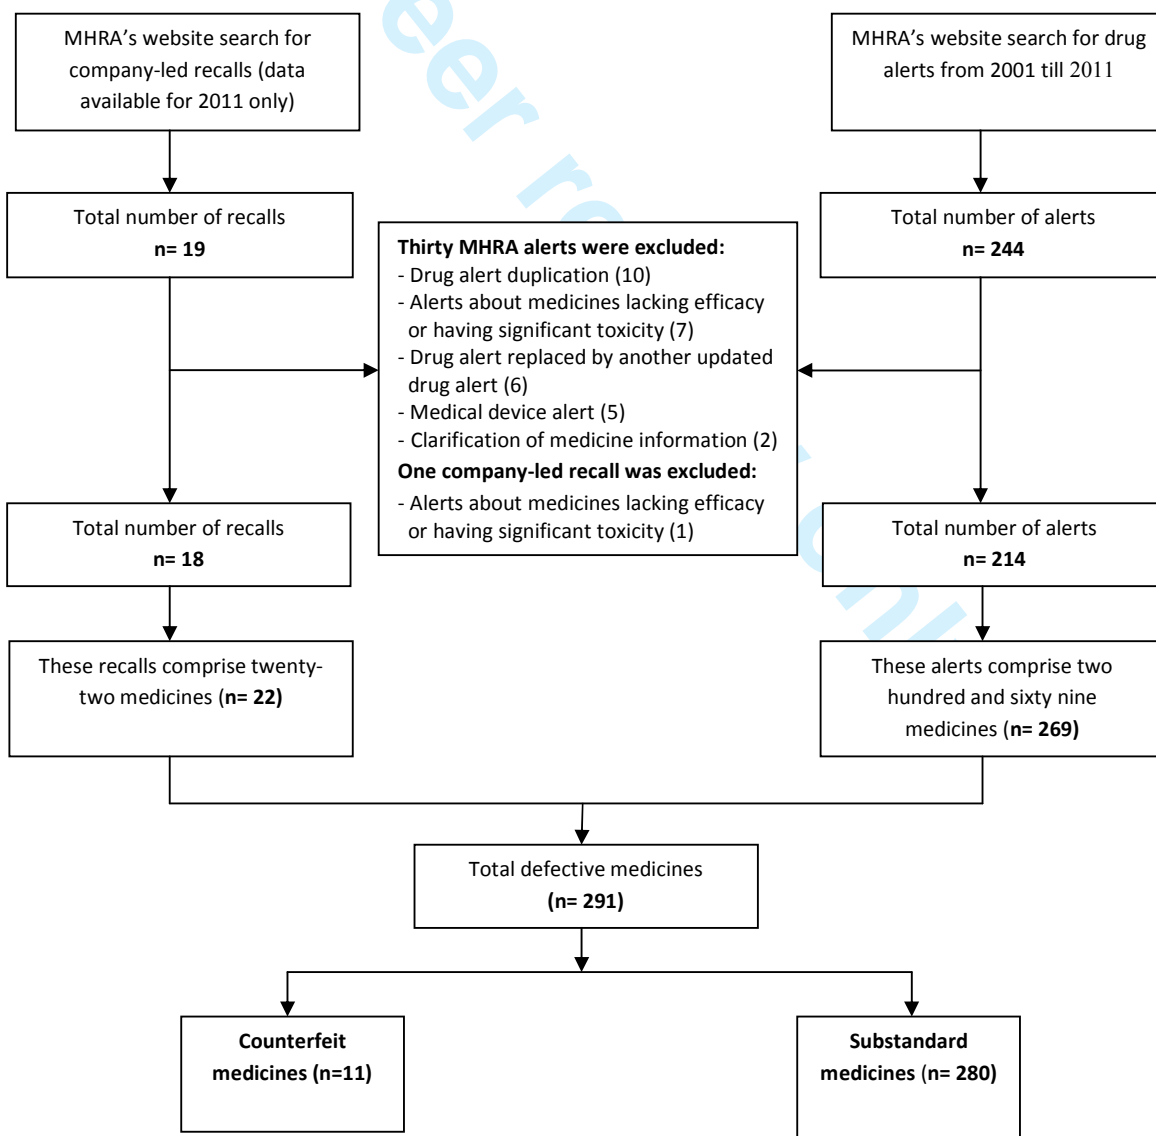 MHRA's website search for
company-led recalls (data
available for 2011 only)
MHRA's website search for drug
alerts from 2001 till 2011
Total number of recalls
n= 19
Total number of alerts
n= 244
Thirty MHRA alerts were excluded:
- Drug alert duplication (10)
- Alerts about medicines lacking efficacy
or having significant toxicity (7)
- Drug alert replaced by another updated
drug alert (6)
- Medical device alert (5)
- Clarification of medicine information (2)
One company-led recall was excluded:
- Alerts about medicines lacking efficacy
or having significant toxicity (1)
Total number of recalls
n= 18
Total number of alerts
n= 214
These recalls comprise twenty-
two medicines (n= 22)
These alerts comprise two
hundred and sixty nine
medicines (n= 269)
Total defective medicines
(n= 291)
Counterfeit
medicines (n=11)
Substandard
medicines (n= 280)